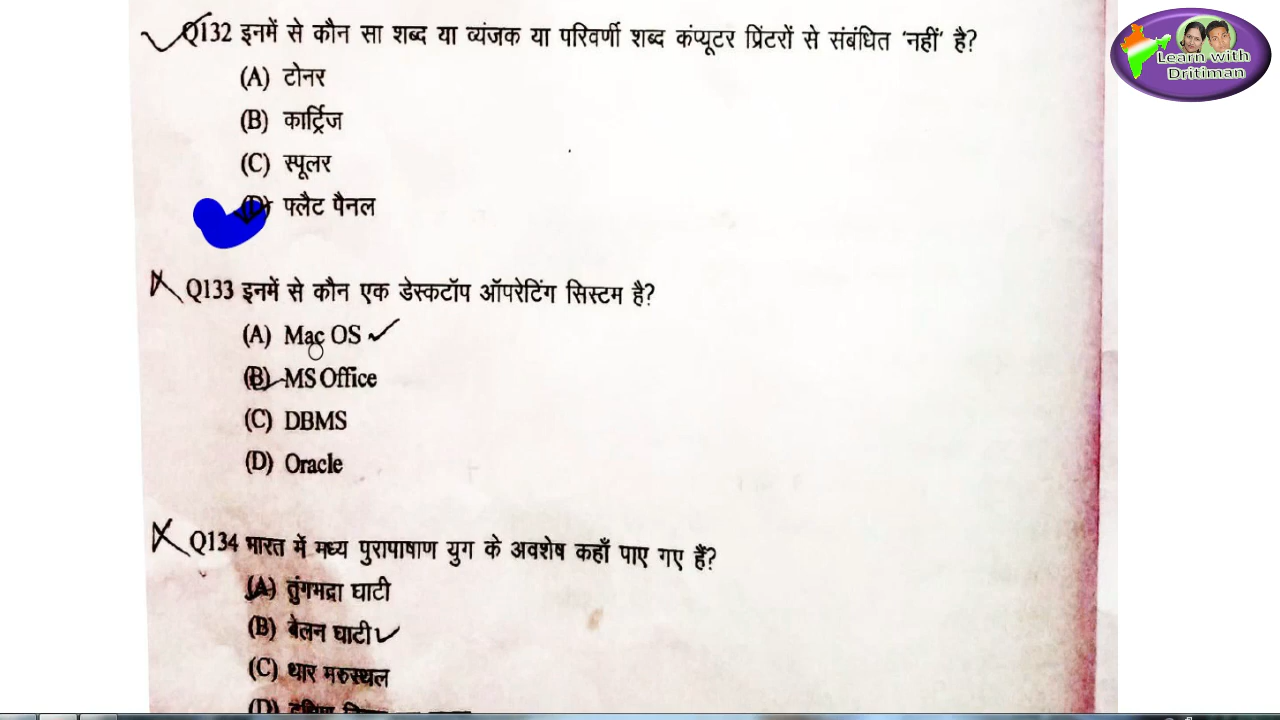 Q132 इनमें से कौन सा शब्द या व्यंजक या परिवर्णी शब्द कंप्यूटर प्रिंटरों से संबंधित 'नहीं' है?
(A) टोनर
(B) कार्ट्रिज
(C) स्पूलर
(D) फ्लैट पैनल
Q133 इनमें से कौन एक डेस्कटॉप ऑपरेटिंग सिस्टम है?
(A) Mac OS
(B) MS Office
(C) DBMS
(D) Oracle
Q134 भारत में मध्य पुरापाषाण युग के अवशेष कहाँ पाए गए हैं?
(A) तुंगभद्रा घाटी
(B) बेलन घाटी
(C) थार मरुस्थल
(D)
Learn with
Dritiman